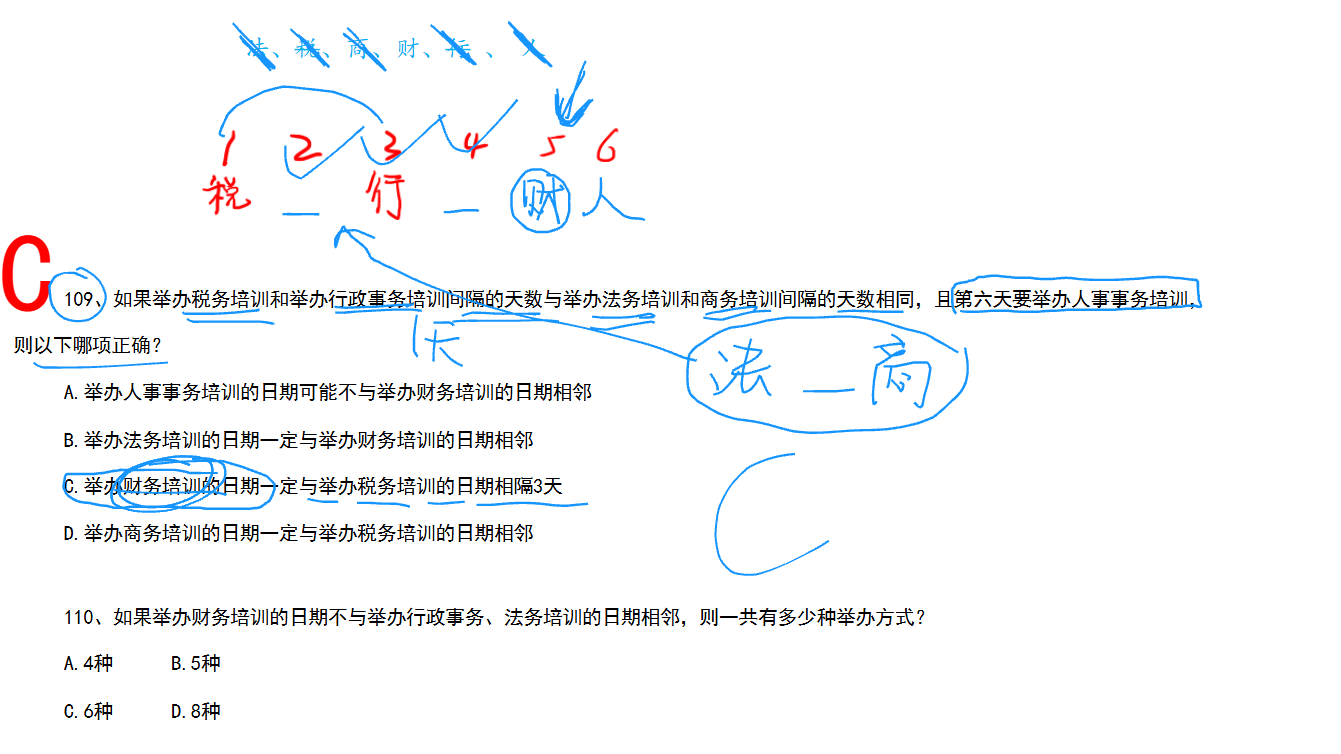 法、税、商、财、行、人
1 2 3 4 5 6
税 _ 行 _ 财 人
C
109、如果举办税务培训和举办行政事务培训间隔的天数与举办法务培训和商务培训间隔的天数相同，且第六天要举办人事事务培训，
则以下哪项正确？
1天
法 _ 商
A.举办人事事务培训的日期可能不与举办财务培训的日期相邻
B.举办法务培训的日期一定与举办财务培训的日期相邻
C.举办财务培训的日期一定与举办税务培训的日期相隔3天
D.举办商务培训的日期一定与举办税务培训的日期相邻
C
110、如果举办财务培训的日期不与举办行政事务、法务培训的日期相邻，则一共有多少种举办方式？
A.4种 B.5种
C.6种 D.8种